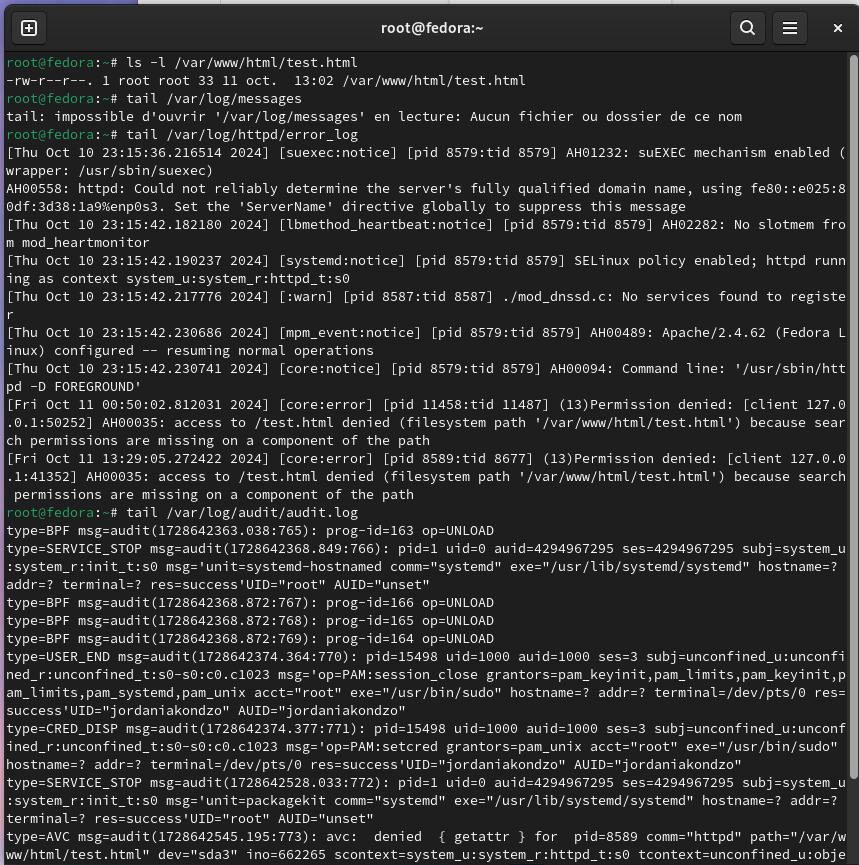 root@fedora:~
root@fedora:~# ls -l /var/www/html/test.html
-rw-r--r--. 1 root root 33 11 oct.  13:02 /var/www/html/test.html
root@fedora:~# tail /var/log/messages
tail: impossible d'ouvrir '/var/log/messages' en lecture: Aucun fichier ou dossier de ce nom
root@fedora:~# tail /var/log/httpd/error_log
[Thu Oct 10 23:15:36.216514 2024] [suexec:notice] [pid 8579:tid 8579] AH01232: suEXEC mechanism enabled (
wrapper: /usr/sbin/suexec)
AH00558: httpd: Could not reliably determine the server's fully qualified domain name, using fe80::e025:8
0df:3d38:1a9%enp0s3. Set the 'ServerName' directive globally to suppress this message
[Thu Oct 10 23:15:42.182180 2024] [lbmethod_heartbeat:notice] [pid 8579:tid 8579] AH02282: No slotmem fro
m mod_heartmonitor
[Thu Oct 10 23:15:42.190237 2024] [systemd:notice] [pid 8579:tid 8579] SELinux policy enabled; httpd runn
ing as context system_u:system_r:httpd_t:s0
[Thu Oct 10 23:15:42.217776 2024] [:warn] [pid 8587:tid 8587] ./mod_dnssd.c: No services found to registe
r
[Thu Oct 10 23:15:42.230686 2024] [mpm_event:notice] [pid 8579:tid 8579] AH00489: Apache/2.4.62 (Fedora L
inux) configured -- resuming normal operations
[Thu Oct 10 23:15:42.230741 2024] [core:notice] [pid 8579:tid 8579] AH00094: Command line: '/usr/sbin/htt
pd -D FOREGROUND'
[Fri Oct 11 00:50:02.812031 2024] [core:error] [pid 11458:tid 11487] (13)Permission denied: [client 127.0
.0.1:50252] AH00035: access to /test.html denied (filesystem path '/var/www/html/test.html') because sear
ch permissions are missing on a component of the path
[Fri Oct 11 13:29:05.272422 2024] [core:error] [pid 8589:tid 8677] (13)Permission denied: [client 127.0.0
.1:41352] AH00035: access to /test.html denied (filesystem path '/var/www/html/test.html') because search
 permissions are missing on a component of the path
root@fedora:~# tail /var/log/audit/audit.log
type=BPF msg=audit(1728642363.038:765): prog-id=163 op=UNLOAD
type=SERVICE_STOP msg=audit(1728642368.849:766): pid=1 uid=0 auid=4294967295 ses=4294967295 subj=system_u
:system_r:init_t:s0 msg='unit=systemd-hostnamed comm="systemd" exe="/usr/lib/systemd/systemd" hostname=?
addr=? terminal=? res=success'UID="root" AUID="unset"
type=BPF msg=audit(1728642368.872:767): prog-id=166 op=UNLOAD
type=BPF msg=audit(1728642368.872:768): prog-id=165 op=UNLOAD
type=BPF msg=audit(1728642368.872:769): prog-id=164 op=UNLOAD
type=USER_END msg=audit(1728642374.364:770): pid=15498 uid=1000 auid=1000 ses=3 subj=unconfined_u:unconfi
ned_r:unconfined_t:s0-s0:c0.c1023 msg='op=PAM:session_close grantors=pam_keyinit,pam_limits,pam_keyinit,p
am_limits,pam_systemd,pam_unix acct="root" exe="/usr/bin/sudo" hostname=? addr=? terminal=/dev/pts/0 res=
success'UID="jordaniakondzo" AUID="jordaniakondzo"
type=CRED_DISP msg=audit(1728642374.377:771): pid=15498 uid=1000 auid=1000 ses=3 subj=unconfined_u:unconf
ined_r:unconfined_t:s0-s0:c0.c1023 msg='op=PAM:setcred grantors=pam_unix acct="root" exe="/usr/bin/sudo"
hostname=? addr=? terminal=/dev/pts/0 res=success'UID="jordaniakondzo" AUID="jordaniakondzo"
type=SERVICE_STOP msg=audit(1728642528.033:772): pid=1 uid=0 auid=4294967295 ses=4294967295 subj=system_u
:system_r:init_t:s0 msg='unit=packagekit comm="systemd" exe="/usr/lib/systemd/systemd" hostname=? addr=?
terminal=? res=success'UID="root" AUID="unset"
type=AVC msg=audit(1728642545.195:773): avc:  denied  { getattr } for  pid=8589 comm="httpd" path="/var/w
ww/html/test.html" dev="sda3" ino=662265 scontext=system_u:system_r:httpd_t:s0 tcontext=unconfined_u:obje